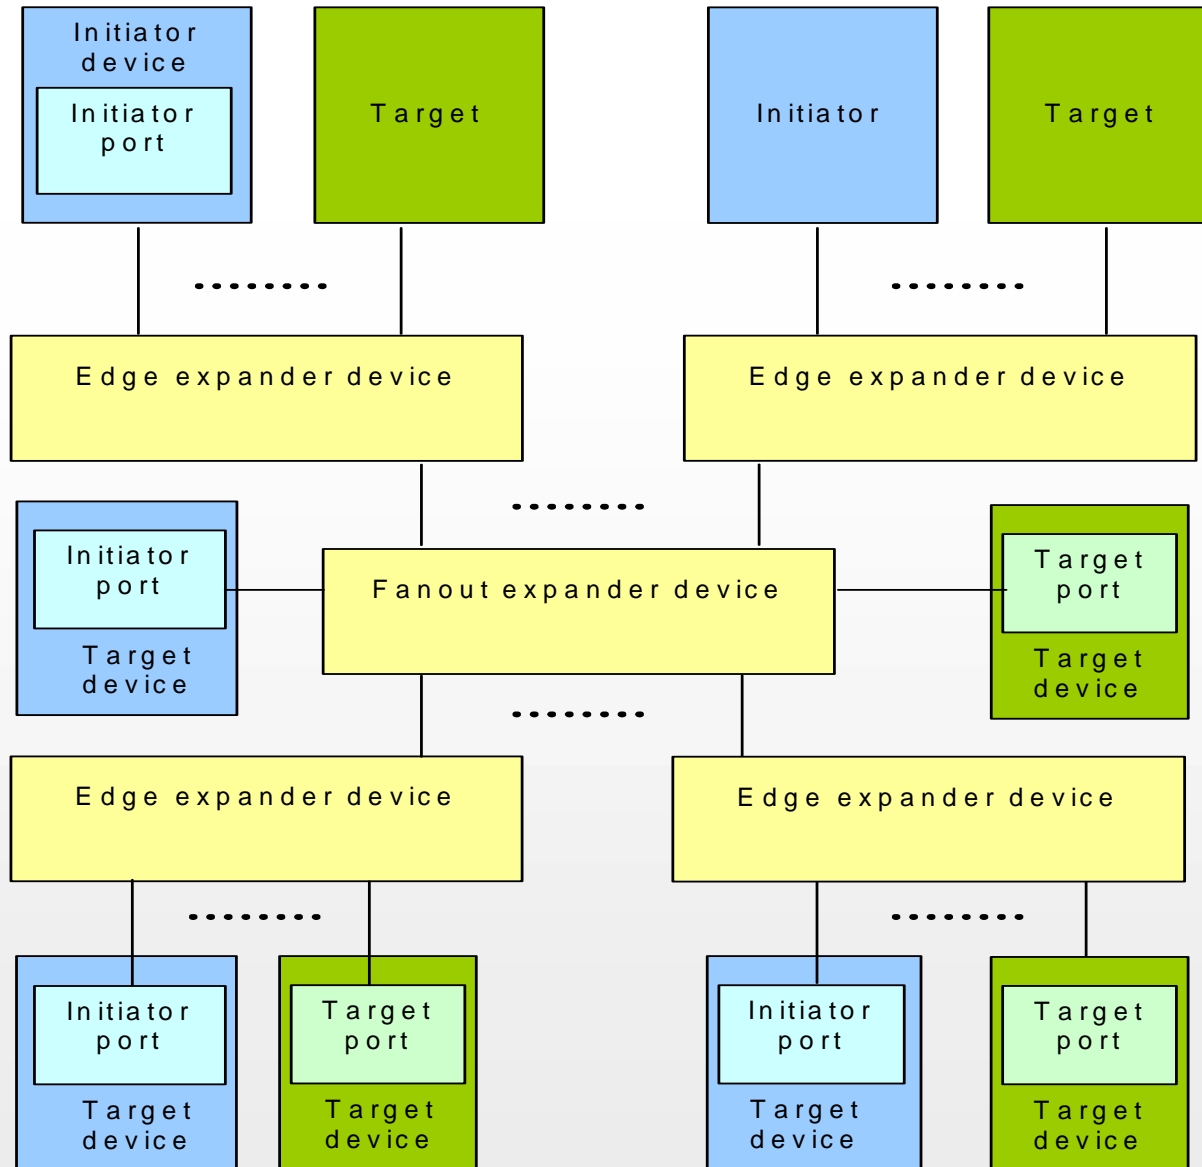 Initiator
device
Initiator
port
Target
Initiator
Target
Edge expander device
Edge expander device
Initiator
port
Target
device
Fanout expander device
Target
port
Target
device
Edge expander device
Edge expander device
Initiator
port
Target
device
Target
port
Target
device
Initiator
port
Target
device
Target
port
Target
device